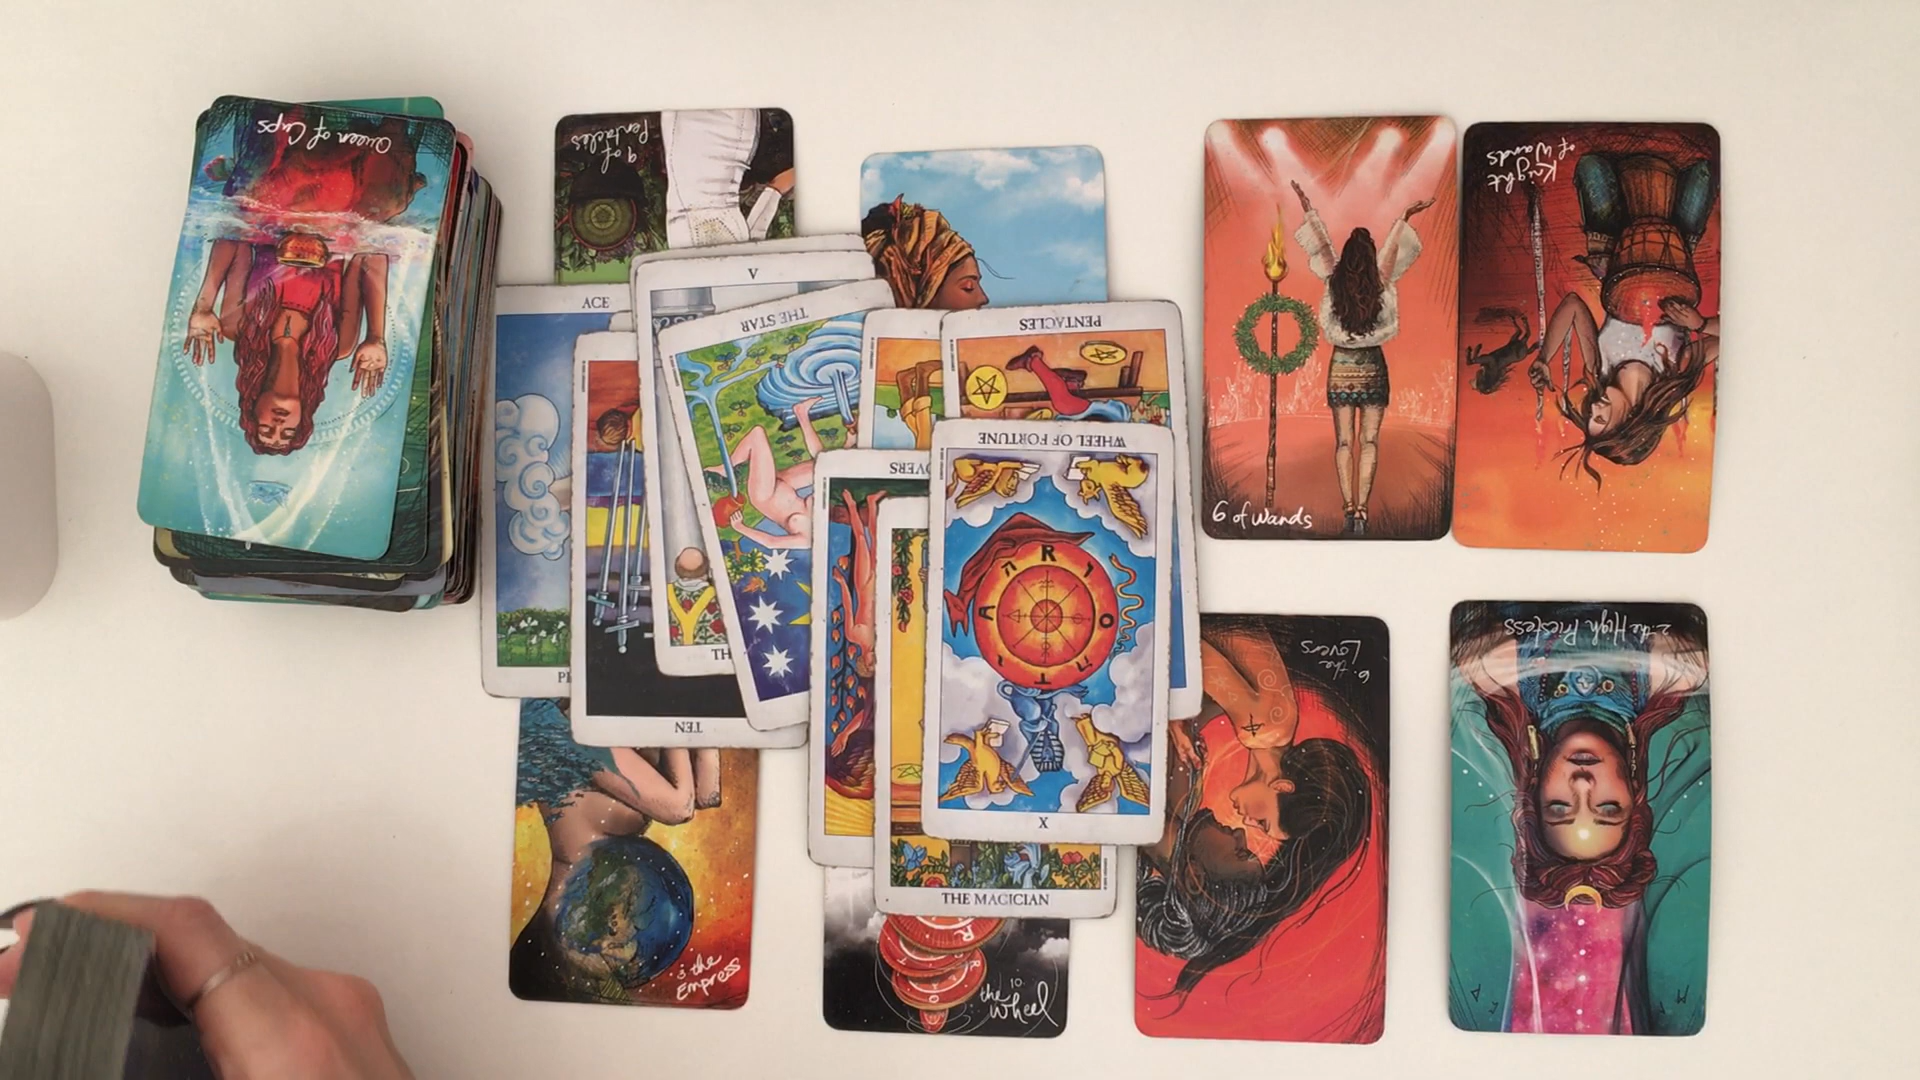 Queen of Cups
9 of
Pentacles
ACE
V
THE STAR
PENTACLES
WHEEL OF FORTUNE
OVERS
R
O
T
A
X
TH
TEN
P
THE MAGICIAN
6 of Wands
Knight
of Wands
6. the
Lovers
2-the High Priestess
3 the
Empress
10
the wheel
R
T
O